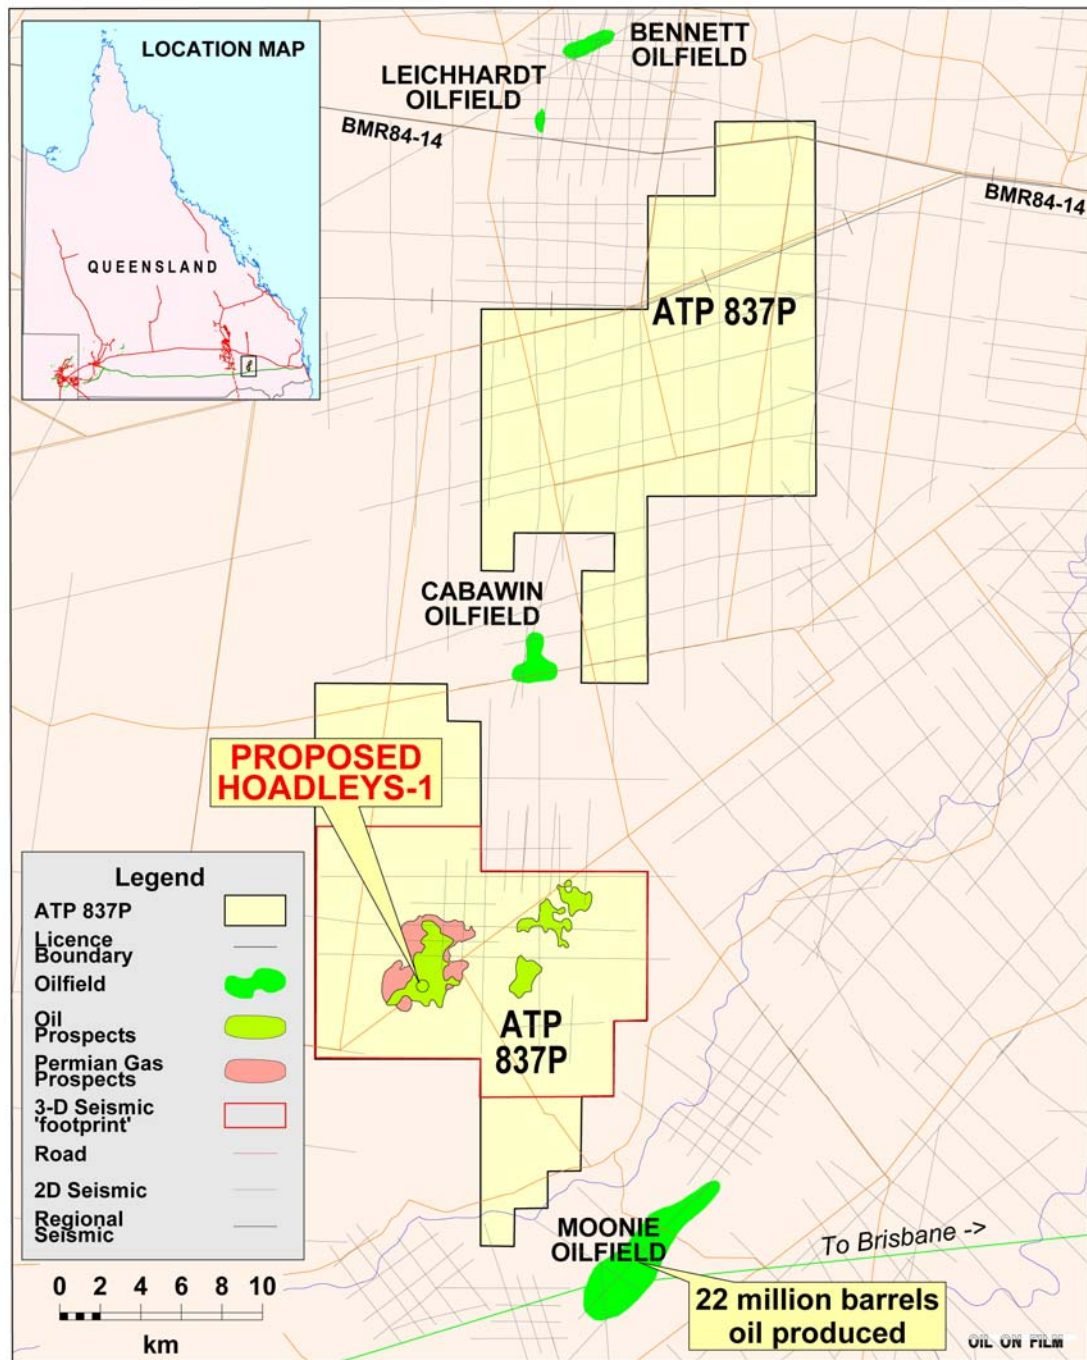 LOCATION MAP
QUEENSLAND
BENNETT
OILFIELD
LEICHHARDT
OILFIELD
BMR84-14
BMR84-14
ATP 837P
CABAWIN
OILFIELD
PROPOSED
HOADLEYS-1
Legend
ATP 837P
Licence
Boundary
Oilfield
Oil
Prospects
Permian Gas
Prospects
3-D Seismic
'footprint'
Road
2D Seismic
Regional
Seismic
ATP
837P
MOONIE
OILFIELD
To Brisbane ->
22 million barrels
oil produced
0 2 4 6 8 10
km
OIL ON FILM